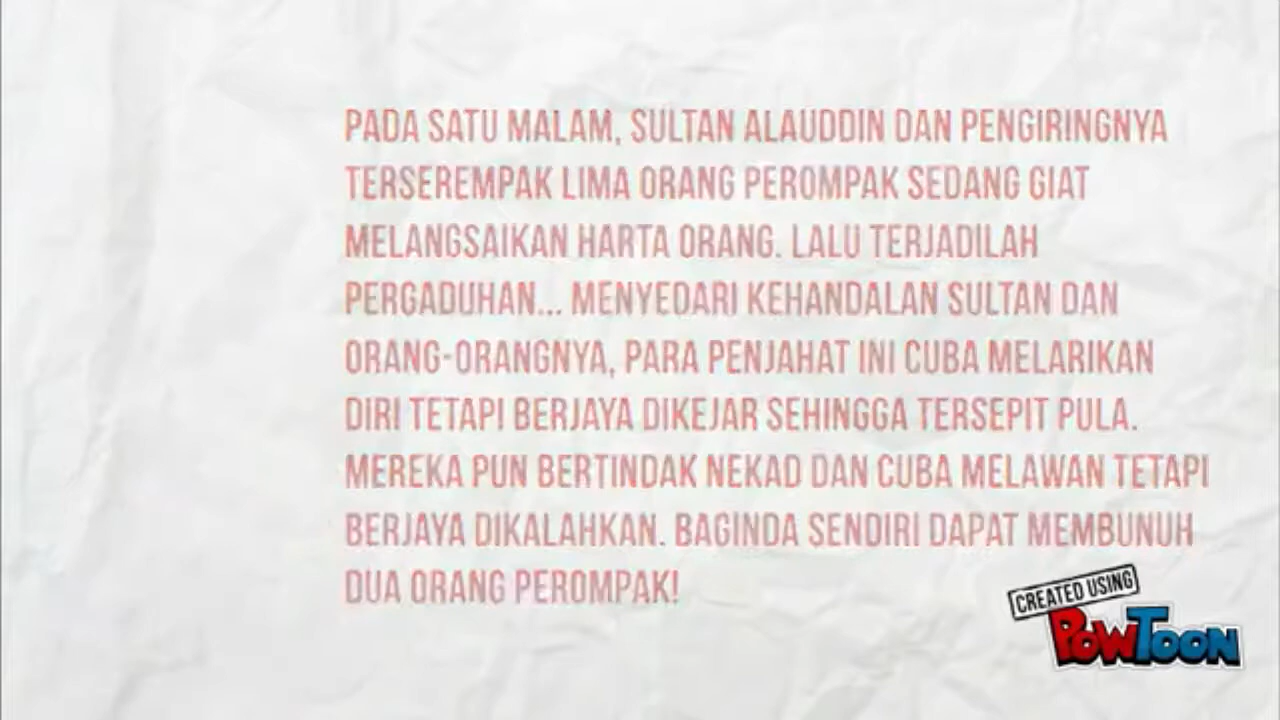 PADA SATU MALAM, SULTAN ALAUDDIN DAN PENGIRINGNYA
TERSEREMPAK LIMA ORANG PEROMPAK SEDANG GIAT
MELANGSAIKAN HARTA ORANG. LALU TERJADILAH
PERGADUHAN... MENYEDARI KEHANDALAN SULTAN DAN
ORANG-ORANGNYA, PARA PENJAHAT INI CUBA MELARIKAN
DIRI TETAPI BERJAYA DIKEJAR SEHINGGA TERSEPIT PULA.
MEREKA PUN BERTINDAK NEKAD DAN CUBA MELAWAN TETAPI
BERJAYA DIKALAHKAN. BAGINDA SENDIRI DAPAT MEMBUNUH
DUA ORANG PEROMPAK!
CREATED USING
POWTOON